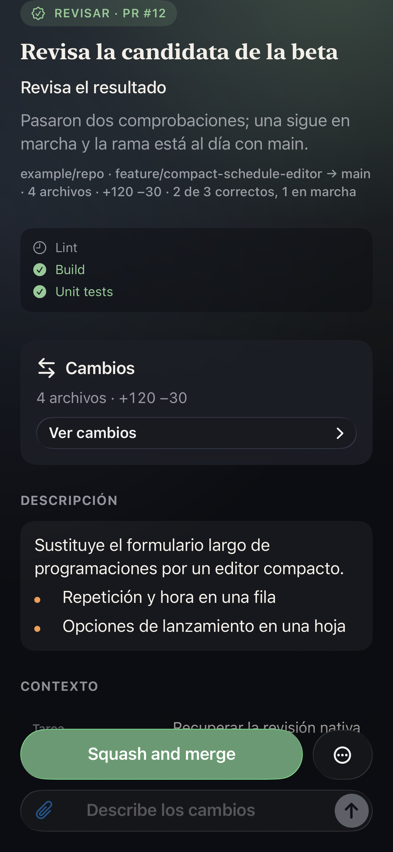 REVISAR · PR #12
Revisa la candidata de la beta
Revisa el resultado
Pasaron dos comprobaciones; una sigue en
marcha y la rama está al día con main.
example/repo · feature/compact-schedule-editor → main
· 4 archivos · +120 −30 · 2 de 3 correctos, 1 en marcha
Lint
Build
Unit tests
Cambios
4 archivos · +120 −30
Ver cambios
DESCRIPCIÓN
Sustituye el formulario largo de
programaciones por un editor compacto.
Repetición y hora en una fila
Opciones de lanzamiento en una hoja
CONTEXTO
Tarea Recuperar la revisión nativa
Squash and merge
Describe los cambios